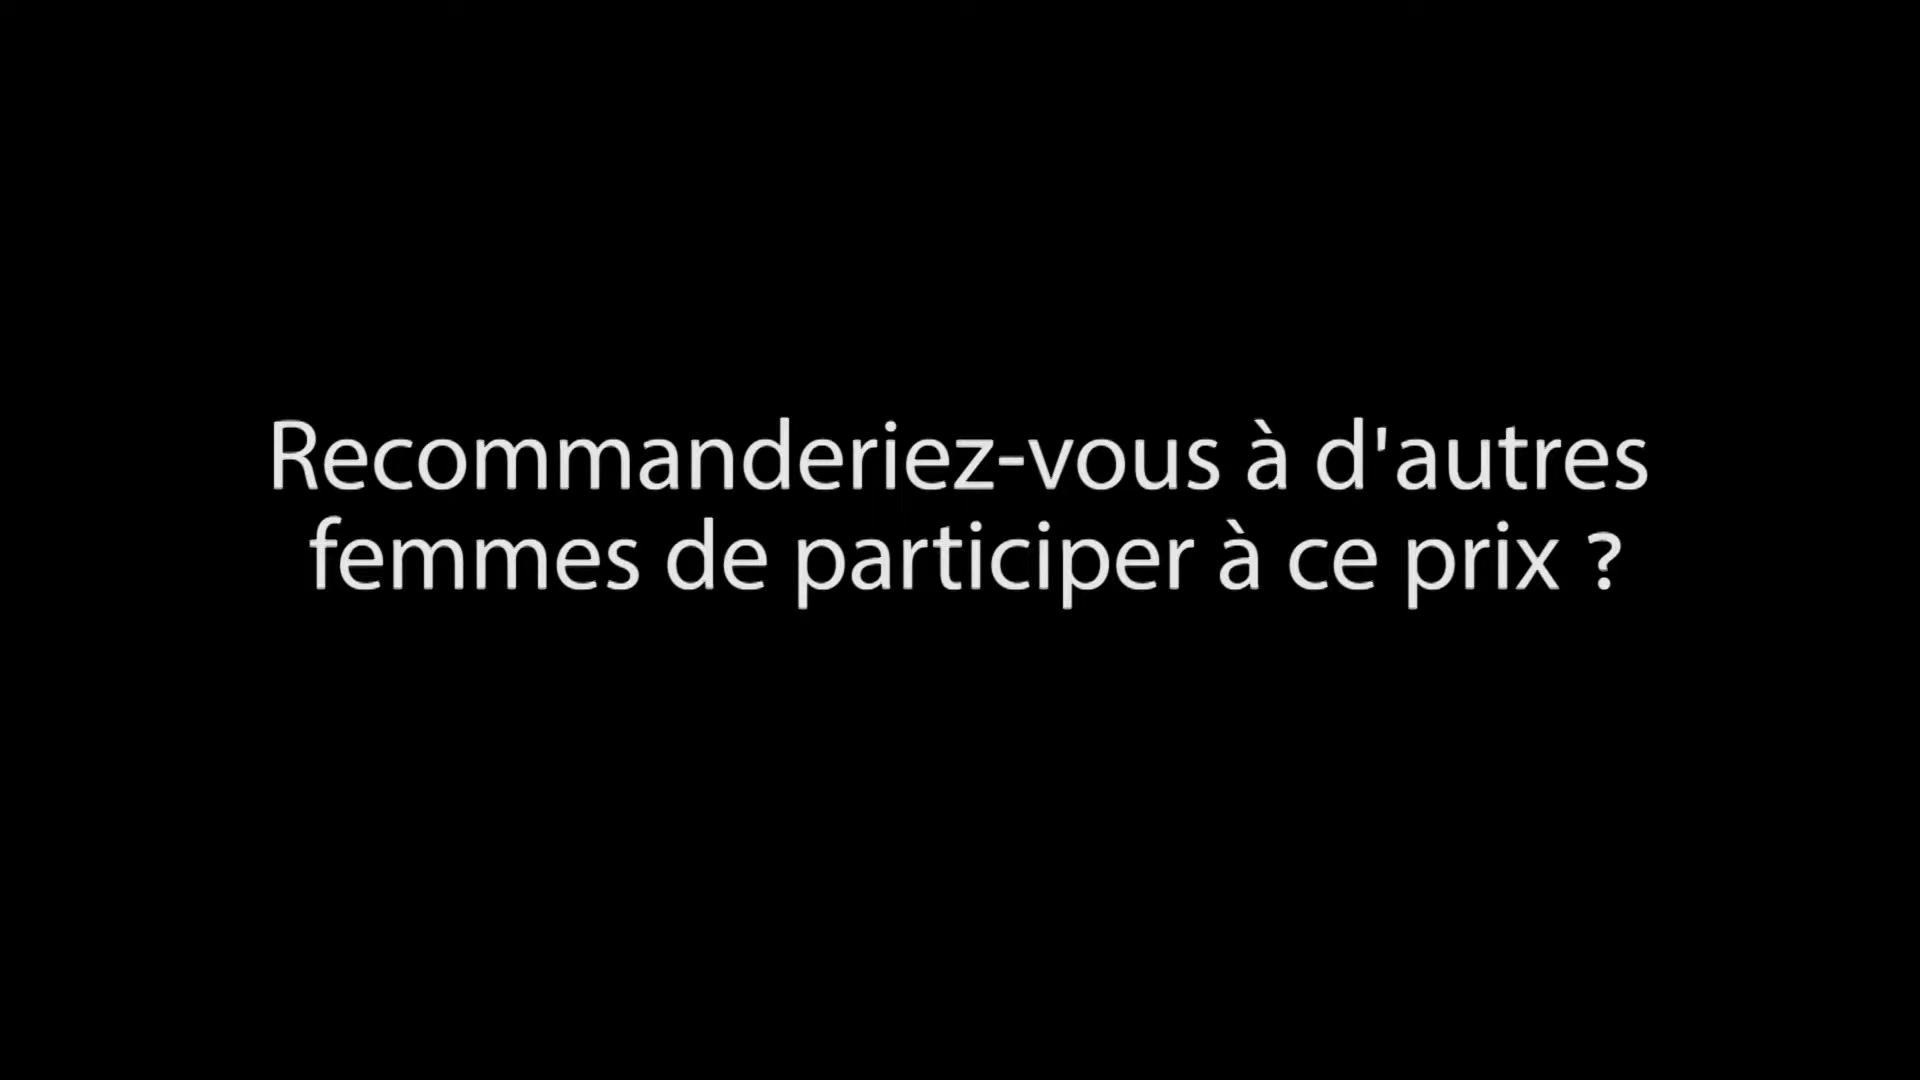 Recommanderiez-vous à d'autres
femmes de participer à ce prix ?